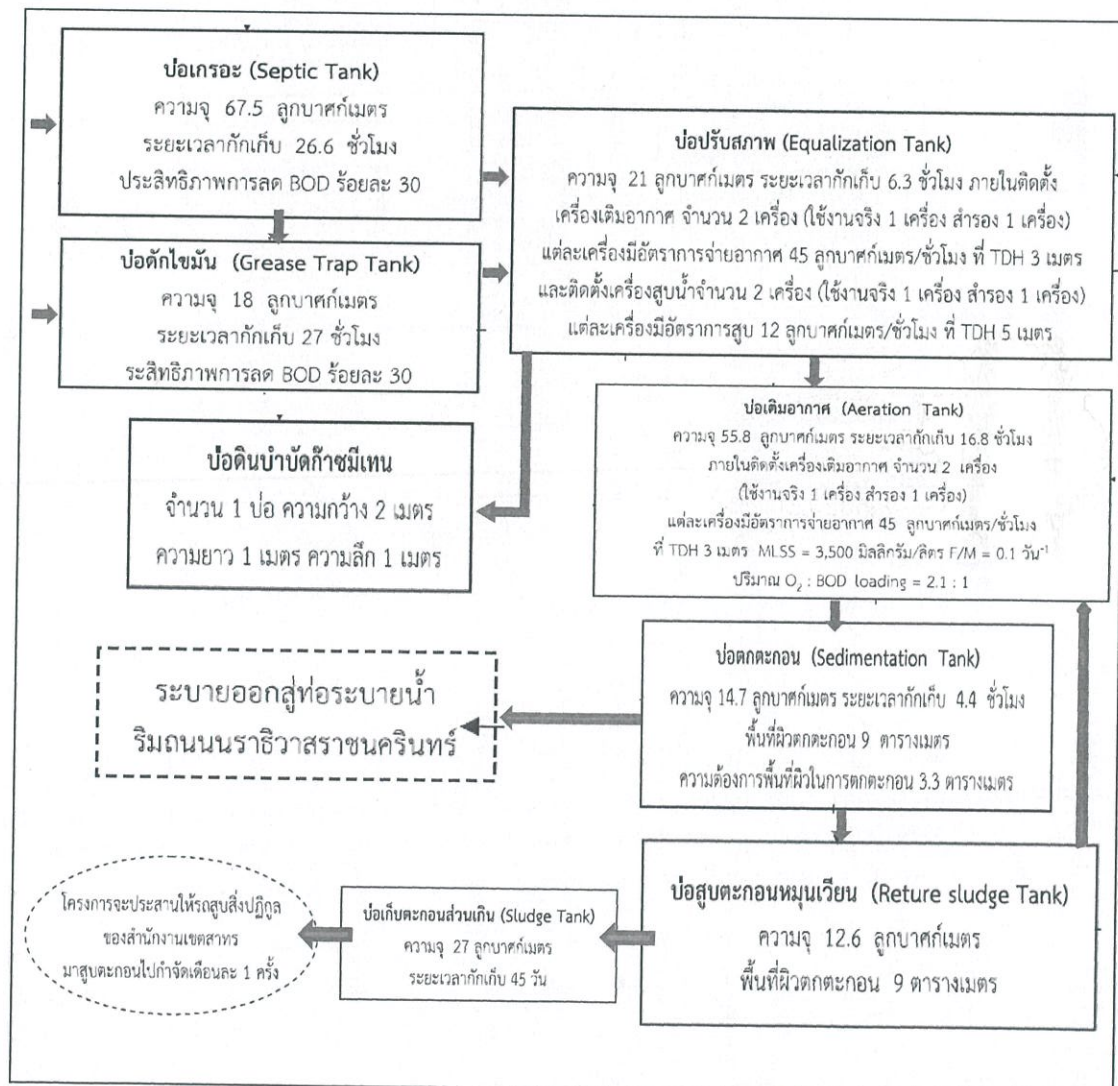 บ่อเกรอะ (Septic Tank)
ความจุ 67.5 ลูกบาศก์เมตร
ระยะเวลากักเก็บ 26.6 ชั่วโมง
ประสิทธิภาพการลด BOD ร้อยละ 30
บ่อดักไขมัน (Grease Trap Tank)
ความจุ 18 ลูกบาศก์เมตร
ระยะเวลากักเก็บ 27 ชั่วโมง
ระสิทธิภาพการลด BOD ร้อยละ 30
บ่อปรับสภาพ (Equalization Tank)
ความจุ 21 ลูกบาศก์เมตร ระยะเวลากักเก็บ 6.3 ชั่วโมง ภายในติดตั้ง
เครื่องเติมอากาศ จำนวน 2 เครื่อง (ใช้งานจริง 1 เครื่อง สำรอง 1 เครื่อง)
แต่ละเครื่องมีอัตราการจ่ายอากาศ 45 ลูกบาศก์เมตร/ชั่วโมง ที่ TDH 3 เมตร
และติดตั้งเครื่องสูบน้ำจำนวน 2 เครื่อง (ใช้งานจริง 1 เครื่อง สำรอง 1 เครื่อง)
แต่ละเครื่องมีอัตราการสูบ 12 ลูกบาศก์เมตร/ชั่วโมง ที่ TDH 5 เมตร
บ่อดินบำบัดก๊าซมีเทน
จำนวน 1 บ่อ ความกว้าง 2 เมตร
ความยาว 1 เมตร ความลึก 1 เมตร
บ่อเติมอากาศ (Aeration Tank)
ความจุ 55.8 ลูกบาศก์เมตร ระยะเวลากักเก็บ 16.8 ชั่วโมง
ภายในติดตั้งเครื่องเติมอากาศ จำนวน 2 เครื่อง
(ใช้งานจริง 1 เครื่อง สำรอง 1 เครื่อง)
แต่ละเครื่องมีอัตราการจ่ายอากาศ 45 ลูกบาศก์เมตร/ชั่วโมง
ที่ TDH 3 เมตร MLSS = 3,500 มิลลิกรัม/ลิตร F/M = 0.1 วัน⁻¹
ปริมาณ O₂ : BOD loading = 2.1 : 1
บ่อตกตะกอน (Sedimentation Tank)
ความจุ 14.7 ลูกบาศก์เมตร ระยะเวลากักเก็บ 4.4 ชั่วโมง
พื้นที่ผิวตกตะกอน 9 ตารางเมตร
ความต้องการพื้นที่ผิวในการตกตะกอน 3.3 ตารางเมตร
ระบายออกสู่ท่อระบายน้ำ
ริมถนนนราธิวาสราชนครินทร์
บ่อสูบตะกอนหมุนเวียน (Reture sludge Tank)
ความจุ 12.6 ลูกบาศก์เมตร
พื้นที่ผิวตกตะกอน 9 ตารางเมตร
บ่อเก็บตะกอนส่วนเกิน (Sludge Tank)
ความจุ 27 ลูกบาศก์เมตร
ระยะเวลากักเก็บ 45 วัน
โครงการจะประสานให้รถสูบสิ่งปฏิกูล
ของสำนักงานเขตสาทร
มาสูบตะกอนไปกำจัดเดือนละ 1 ครั้ง